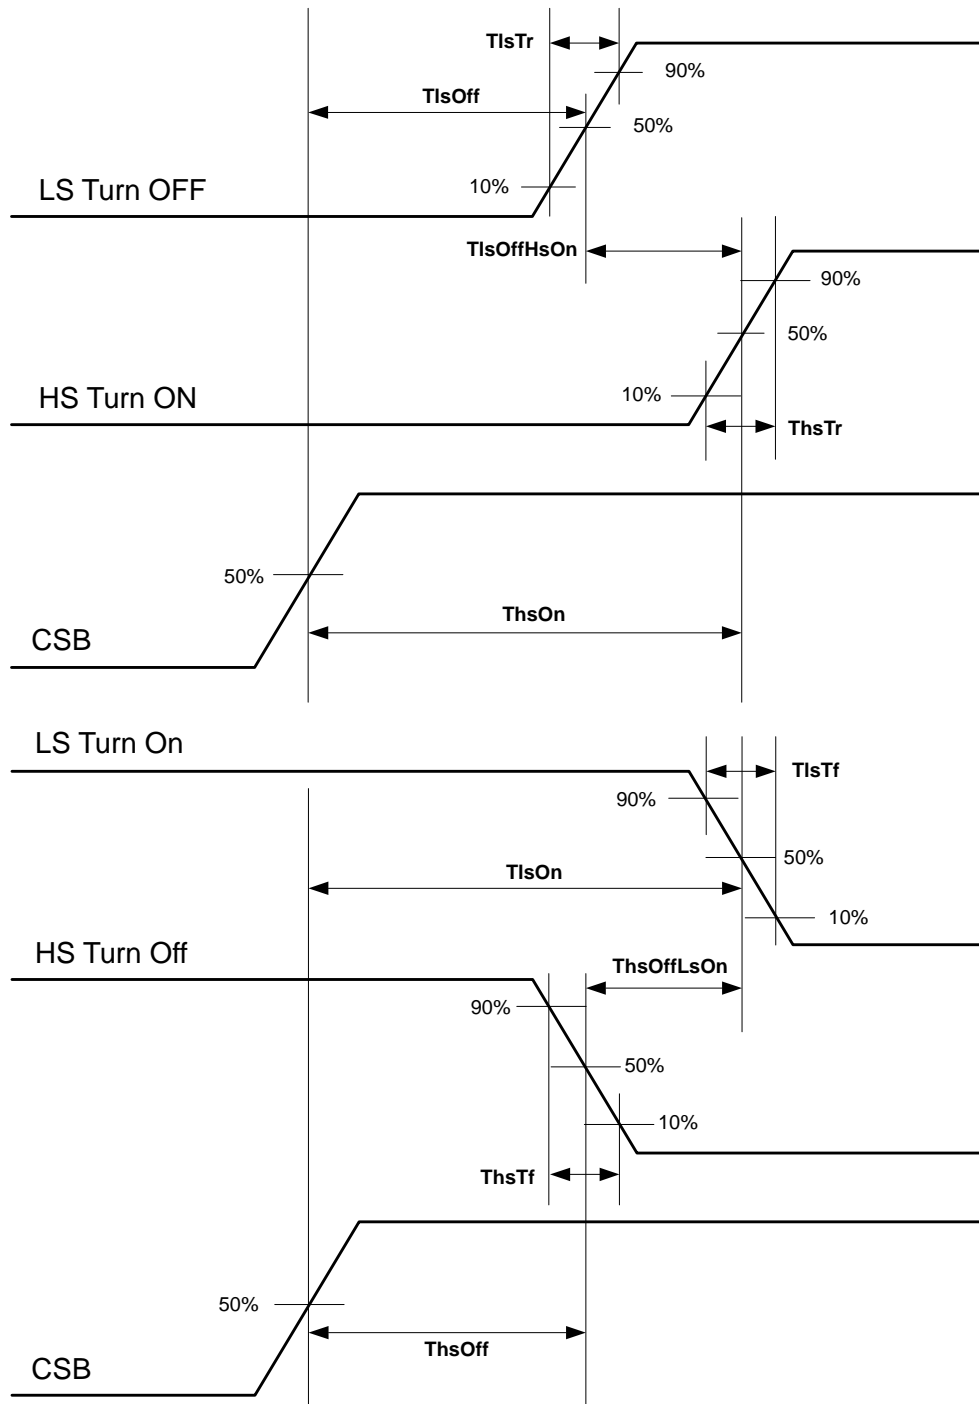 TlsTr
90%
TlsOff
50%
10%
LS Turn OFF
TlsOffHsOn
90%
50%
10%
HS Turn ON
ThsTr
50%
ThsOn
CSB
LS Turn On
TlsTf
90%
50%
TlsOn
10%
HS Turn Off
ThsOffLsOn
90%
50%
10%
ThsTf
50%
ThsOff
CSB